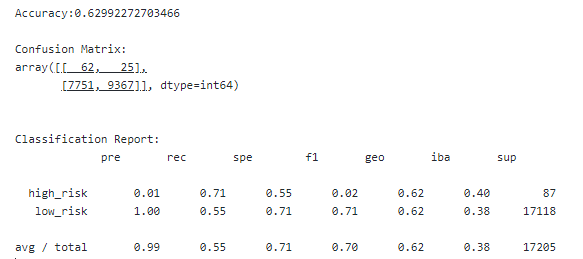 Accuracy:0.62992272703466
Confusion Matrix:
array([[ 62, 25],
[7751, 9367]], dtype=int64)
Classification Report:
pre rec spe f1 geo iba sup
high_risk 0.01 0.71 0.55 0.02 0.62 0.40 87
low_risk 1.00 0.55 0.71 0.71 0.62 0.38 17118
avg / total 0.99 0.55 0.71 0.70 0.62 0.38 17205